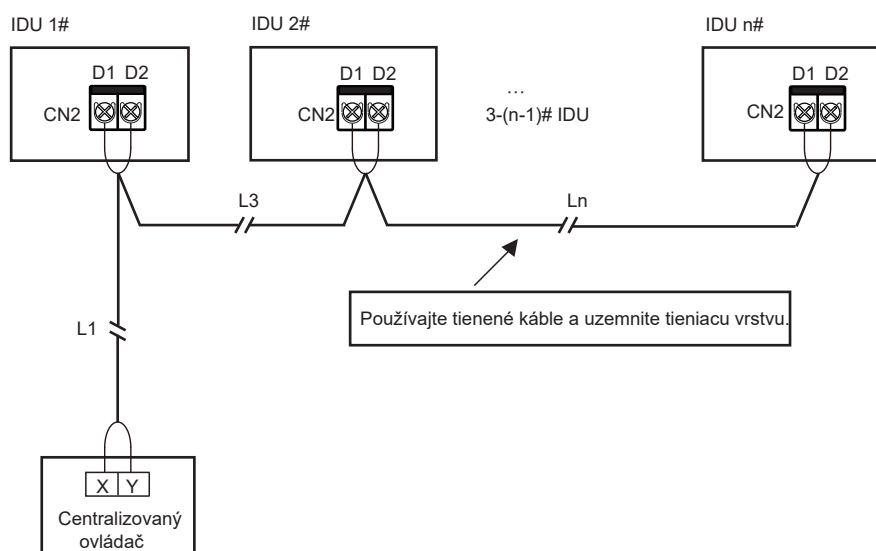 IDU 1#
IDU 2#
IDU n#
D1 D2
D1 D2
D1 D2
CN2
CN2
CN2
...
3-(n-1)# IDU
L3
Ln
Používajte tienené káble a uzemnite tieniacu vrstvu.
L1
X Y
Centralizovaný
ovládač